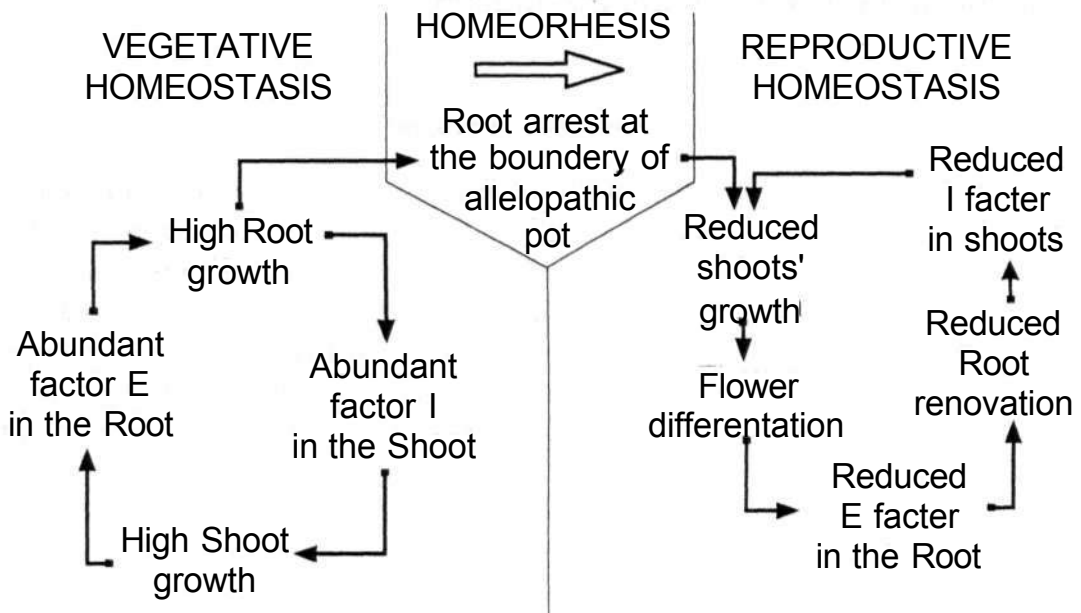 VEGETATIVE
HOMEOSTASIS
HOMEORHESIS
REPRODUCTIVE
HOMEOSTASIS
Root arrest at
the boundery of
allelopathic
pot
High Root
growth
Abundant
factor E
in the Root
Abundant
factor I
in the Shoot
High Shoot
growth
Reduced
shoots'
growth
Flower
differentation
Reduced
E facter
in the Root
Reduced
Root
renovation
Reduced
I facter
in shoots